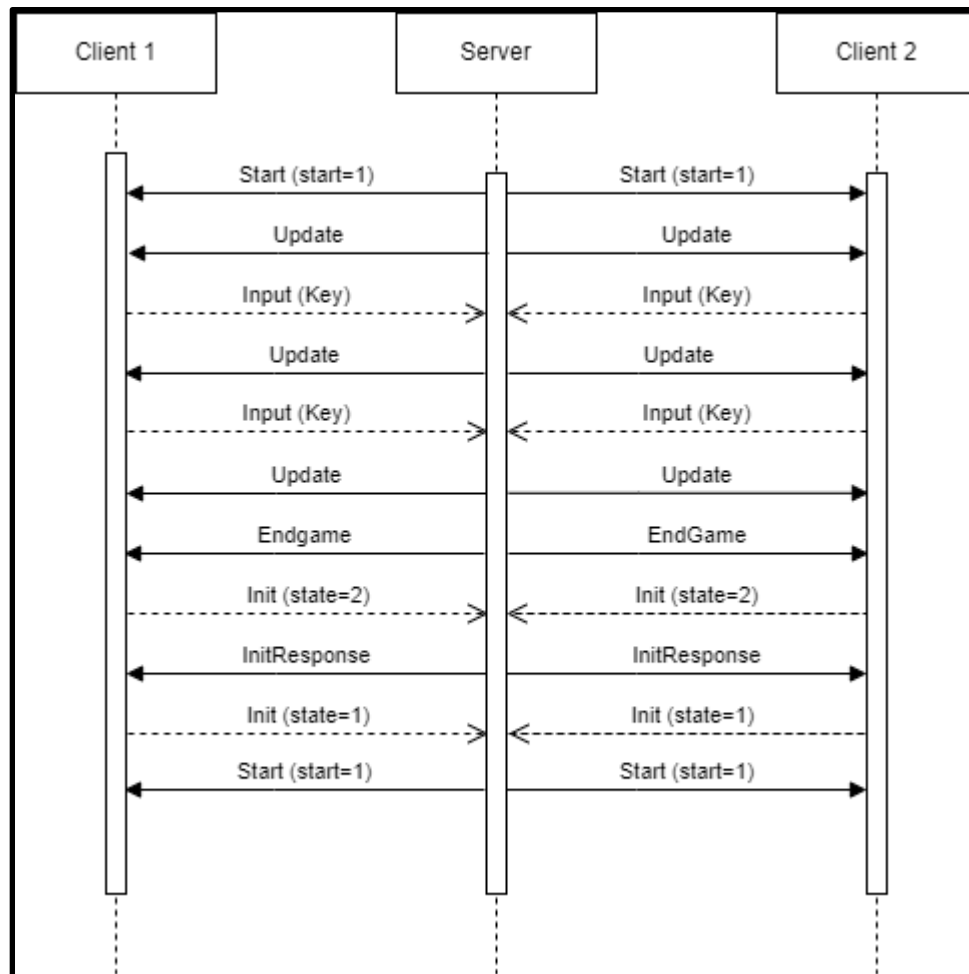 Client 1
Server
Client 2
Start (start=1)
Start (start=1)
Update
Update
Input (Key)
Input (Key)
Update
Update
Input (Key)
Input (Key)
Update
Update
Endgame
EndGame
Init (state=2)
Init (state=2)
InitResponse
InitResponse
Init (state=1)
Init (state=1)
Start (start=1)
Start (start=1)